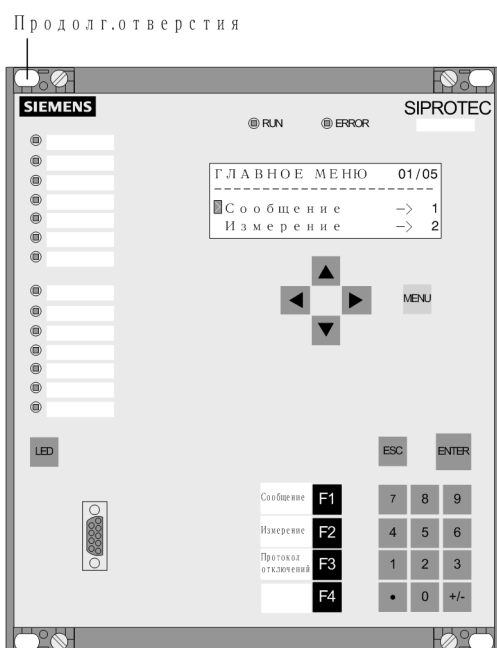 Продолг.отверстия
SIEMENS
SIPROTEC
RUN
ERROR
ГЛАВНОЕ МЕНЮ 01/05
--------------------
Сообщение –> 1
Измерение –> 2
MENU
LED
ESC
ENTER
Сообщение F1
7 8 9
Измерение F2
4 5 6
Протокол
отключений F3
1 2 3
F4
• 0 +/-